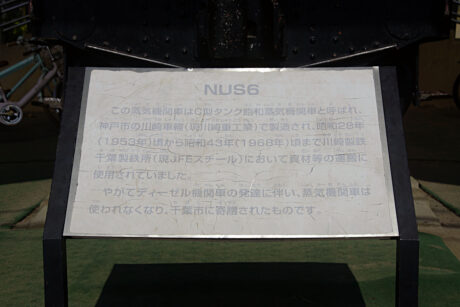 NUS6
この蒸気機関車はC型タンク飽和蒸気機関車と呼ばれ、
神戸市の川崎車輌(現川崎重工業)で製造され、昭和28年
(1953年)頃から昭和43年(1968年)頃まで川崎製鉄
千葉製鉄所(現JFEスチール)において資材等の運搬に
使用されていました。
やがてディーゼル機関車の発達に伴い、蒸気機関車は
使われなくなり、千葉市に寄贈されたものです。